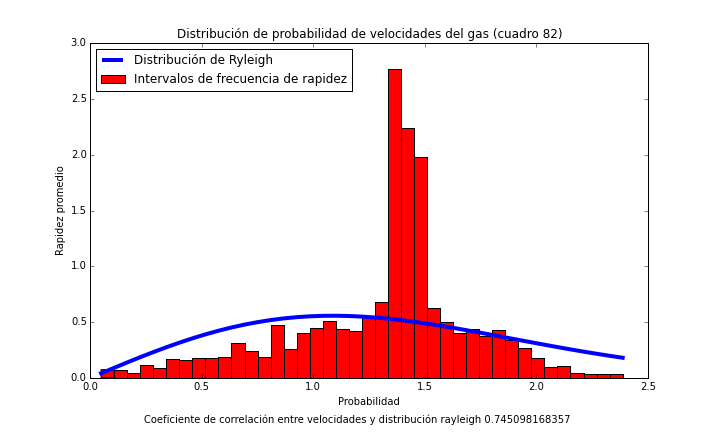 Distribución de probabilidad de velocidades del gas (cuadro 82)
Distribución de Ryleigh
Intervalos de frecuencia de rapidez
Rapidez promedio
3.0
2.5
2.0
1.5
1.0
0.5
0.0
0.0 0.5 1.0 1.5 2.0 2.5
Probabilidad
Coeficiente de correlación entre velocidades y distribución rayleigh 0.745098168357